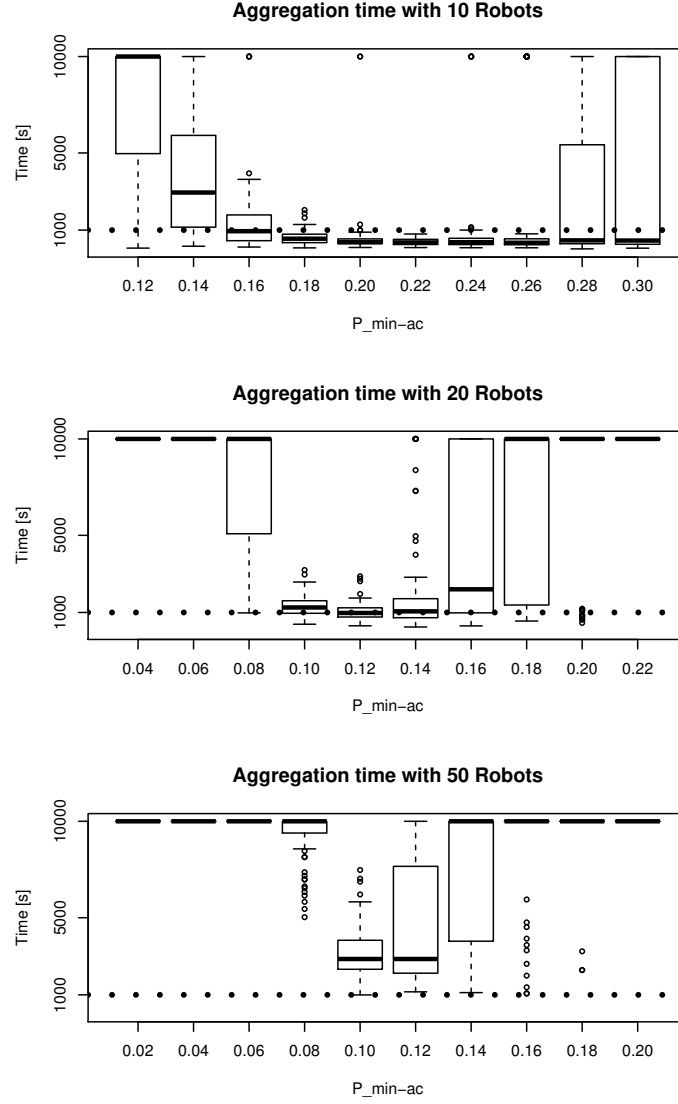 Aggregation time with 10 Robots
Time [s]
10000
5000
1000
0.12 0.14 0.16 0.18 0.20 0.22 0.24 0.26 0.28 0.30
P_min−ac
Aggregation time with 20 Robots
Time [s]
10000
5000
1000
0.04 0.06 0.08 0.10 0.12 0.14 0.16 0.18 0.20 0.22
P_min−ac
Aggregation time with 50 Robots
Time [s]
10000
5000
1000
0.02 0.04 0.06 0.08 0.10 0.12 0.14 0.16 0.18 0.20
P_min−ac